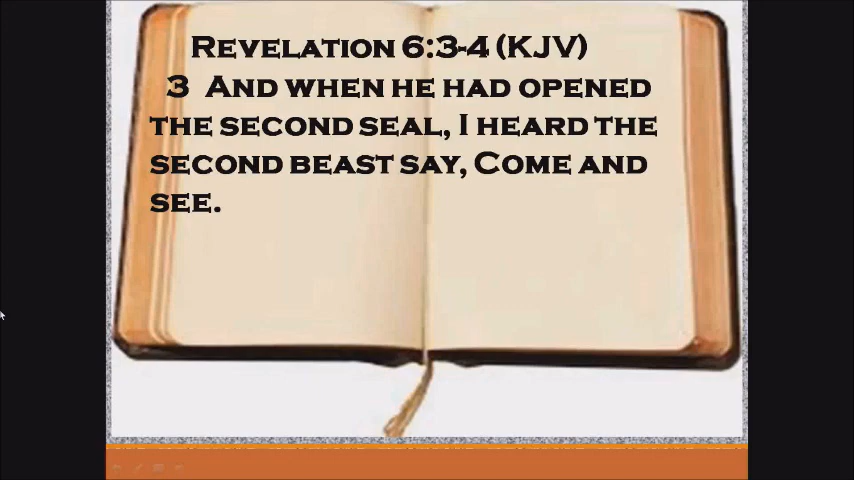 Revelation 6:3-4 (KJV)
3 And when he had opened
the second seal, I heard the
second beast say, Come and
see.